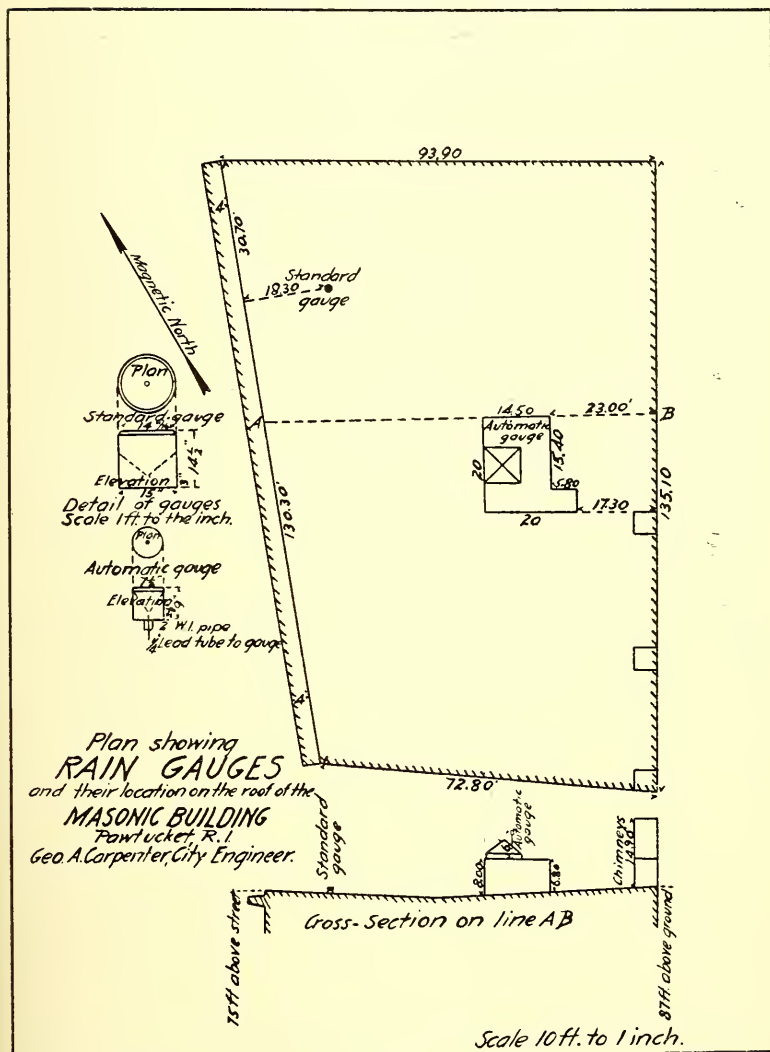 93.90
4'
30.70'
Standard
gauge
18.30
Magnetic North
Plan
Standard gauge
14½"
Elevation
15"
Detail of gauges
Scale 1 ft. to the inch.
Plan
Automatic gauge
Elevation
2" W.I. pipe
¼" Lead tube to gauge
A
14.50
23.00'
B
Automatic
gauge
15.40
20
5.80
17.30
20
135.10
130.30'
4'
72.80'
Plan showing
RAIN GAUGES
and their location on the roof of the
MASONIC BUILDING
Pawtucket, R.I.
Geo. A. Carpenter, City Engineer.
Standard
gauge
Automatic
gauge
8.00
6.80
Chimneys
14.90
Cross-Section on line AB
75 ft above street
87 ft. above ground
Scale 10 ft. to 1 inch.